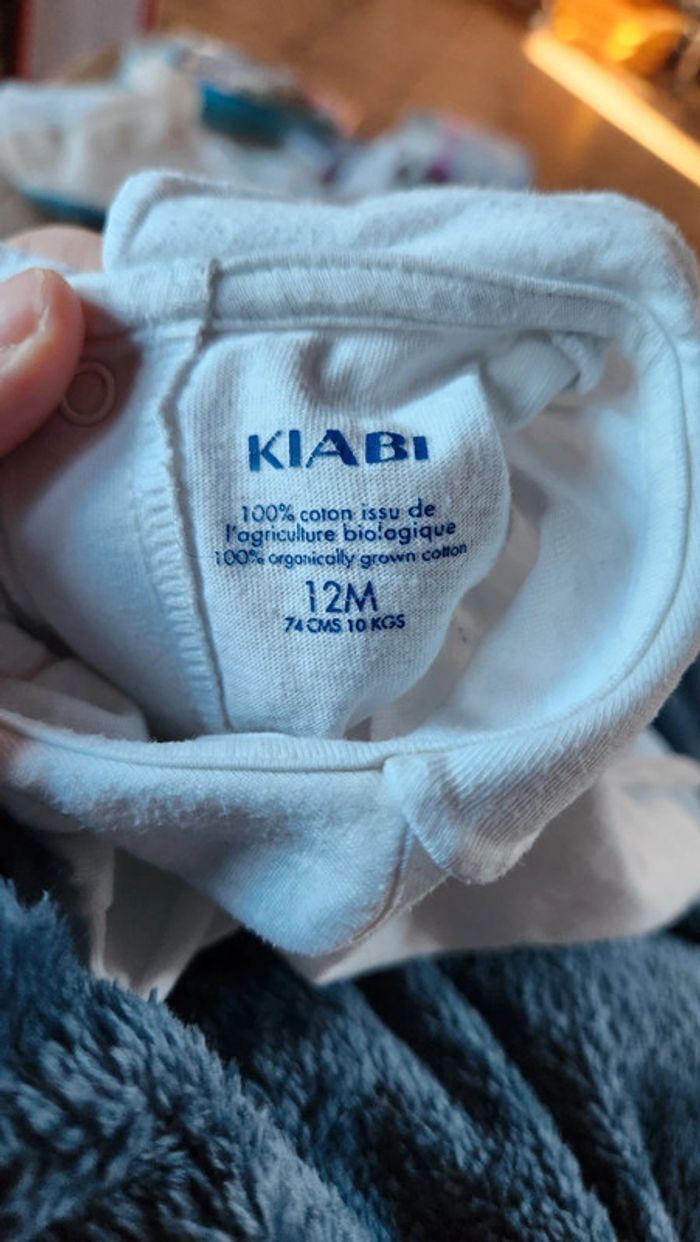 KIABI
100% coton issu de
l'agriculture biologique
100% organically grown cotton
12M
74 CMS 10 KGS